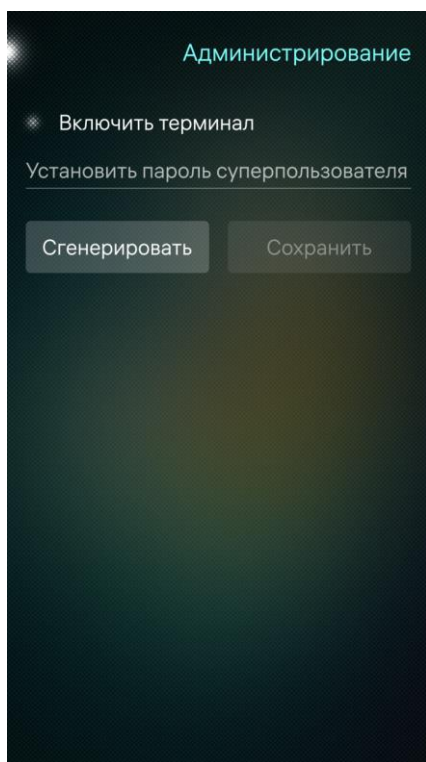 Администрирование
Включить терминал
Установить пароль суперпользователя
Сгенерировать
Сохранить